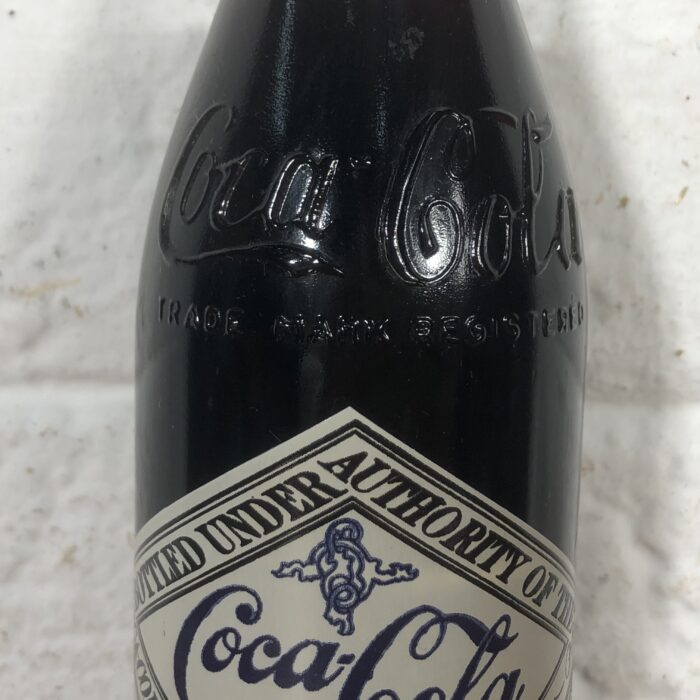 Coca-Cola
TRADE MARK REGISTERED
BOTTLED UNDER AUTHORITY OF THE
Coca-Cola